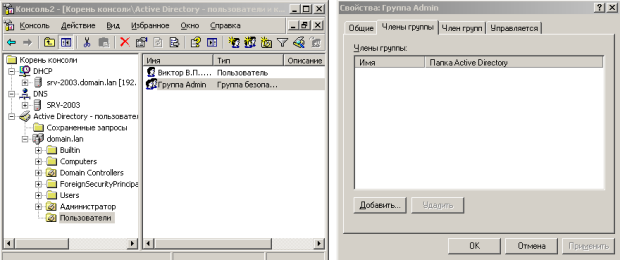 Консоль2 - [Корень консоли\Active Directory - пользователи
Консоль Действие Вид Избранное Окно Справка
Корень консоли
DHCP
srv-2003.domain.lan [192.
DNS
SRV-2003
Active Directory - пользовател
Сохраненные запросы
domain.lan
Builtin
Computers
Domain Controllers
ForeignSecurityPrincipa
Users
Администратор
Пользователи
Имя Тип Описание
Виктор В.П.... Пользователь
Группа Admin Группа безопа...
Свойства: Группа Admin
Общие Члены группы Член групп Управляется
Члены группы:
Имя Папка Active Directory
Добавить... Удалить
OK Отмена Применить